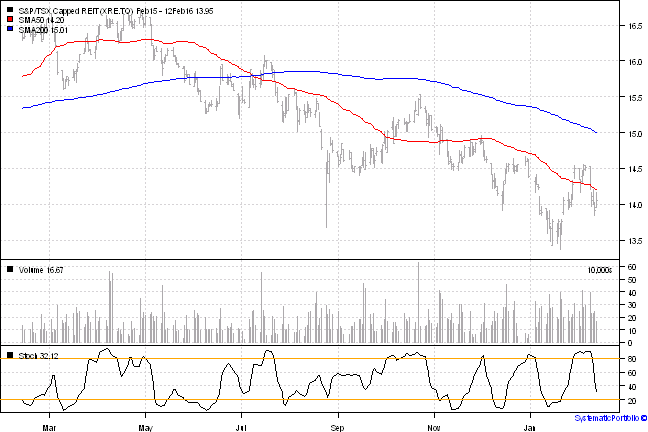 S&P/TSX Capped REIT (XRE.TO) Feb15 - 12Feb16 13.95
SMA50 14.20
SMA200 15.01
16.5
16.0
15.5
15.0
14.5
14.0
13.5
Volume 16.67
60
10,000s
50
40
30
20
10
0
Stoch 32.12
80
60
40
20
Mar May Jul Sep Nov Jan
SystematicPortfolio ©